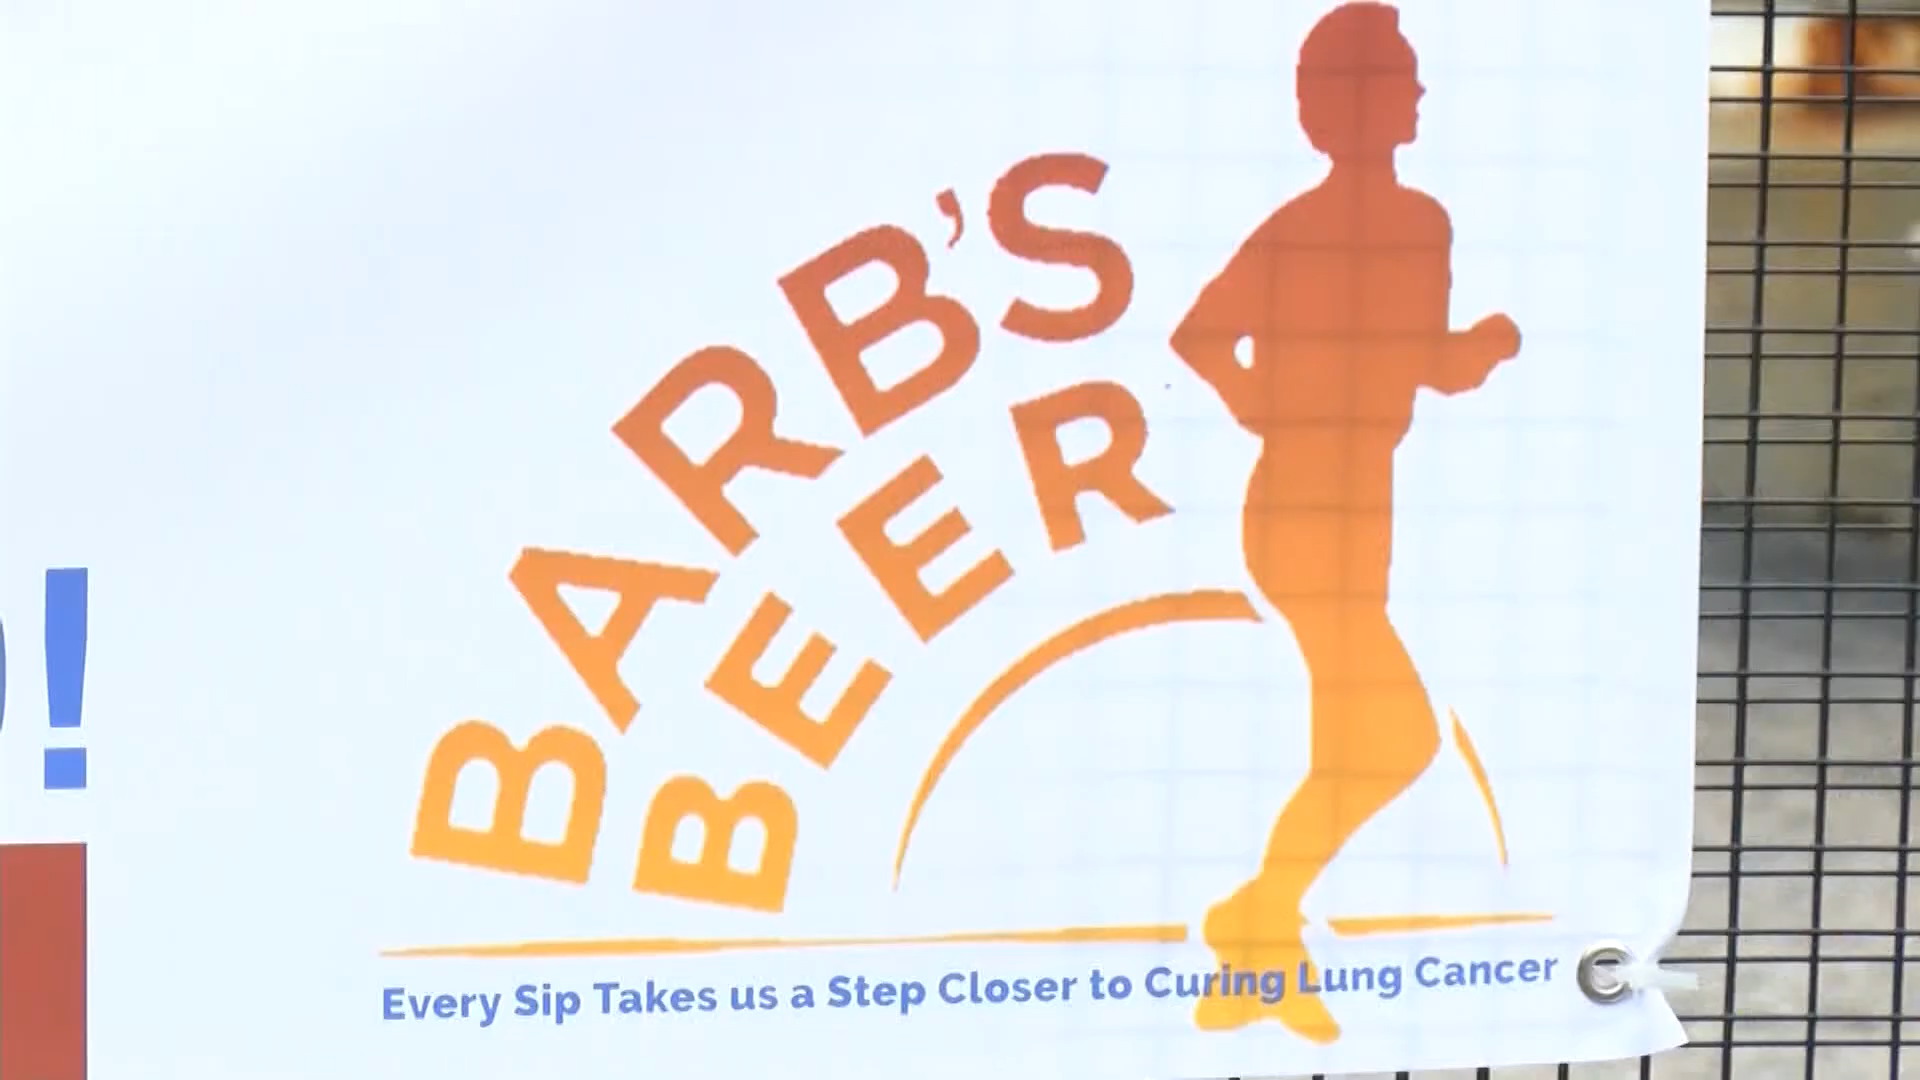 BARB'S
BEER
Every Sip Takes us a Step Closer to Curing Lung Cancer
!